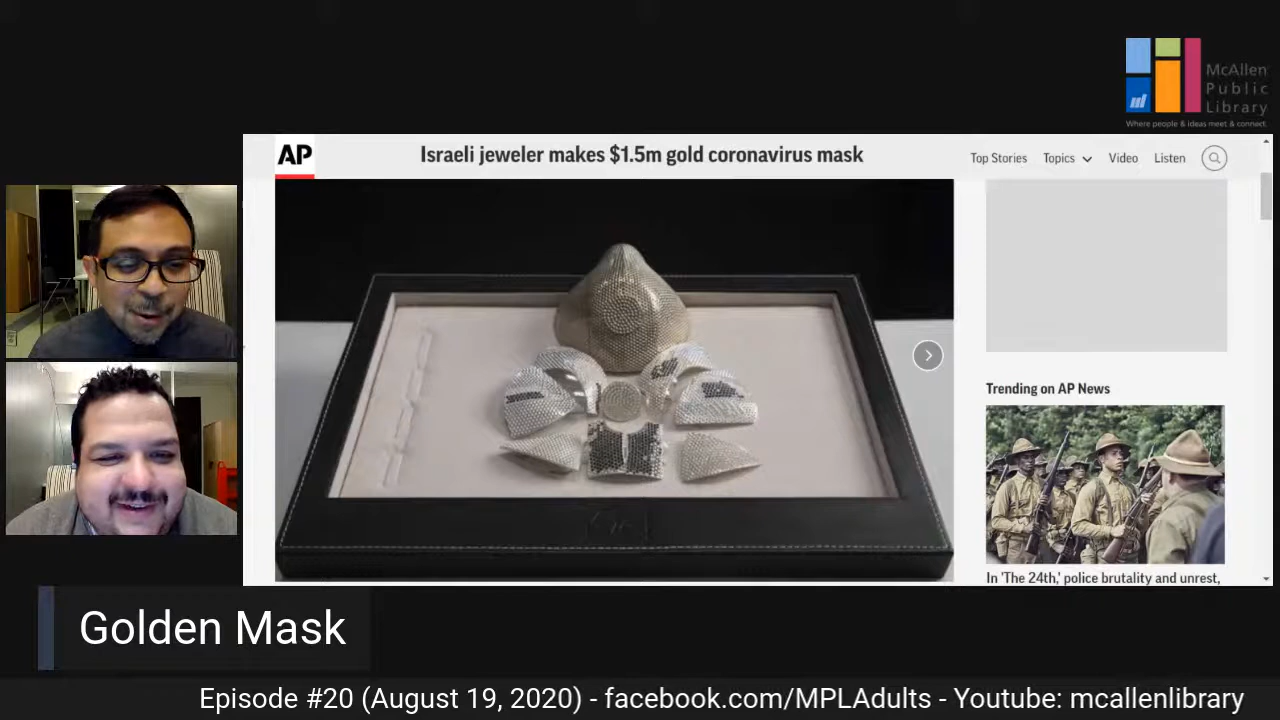 McAllen
Public
Library
Where people & ideas meet & connect.
AP
Israeli jeweler makes $1.5m gold coronavirus mask
Top Stories
Topics
Video
Listen
Trending on AP News
In 'The 24th,' police brutality and unrest,
Golden Mask
Episode #20 (August 19, 2020) - facebook.com/MPLAdults - Youtube: mcallenlibrary